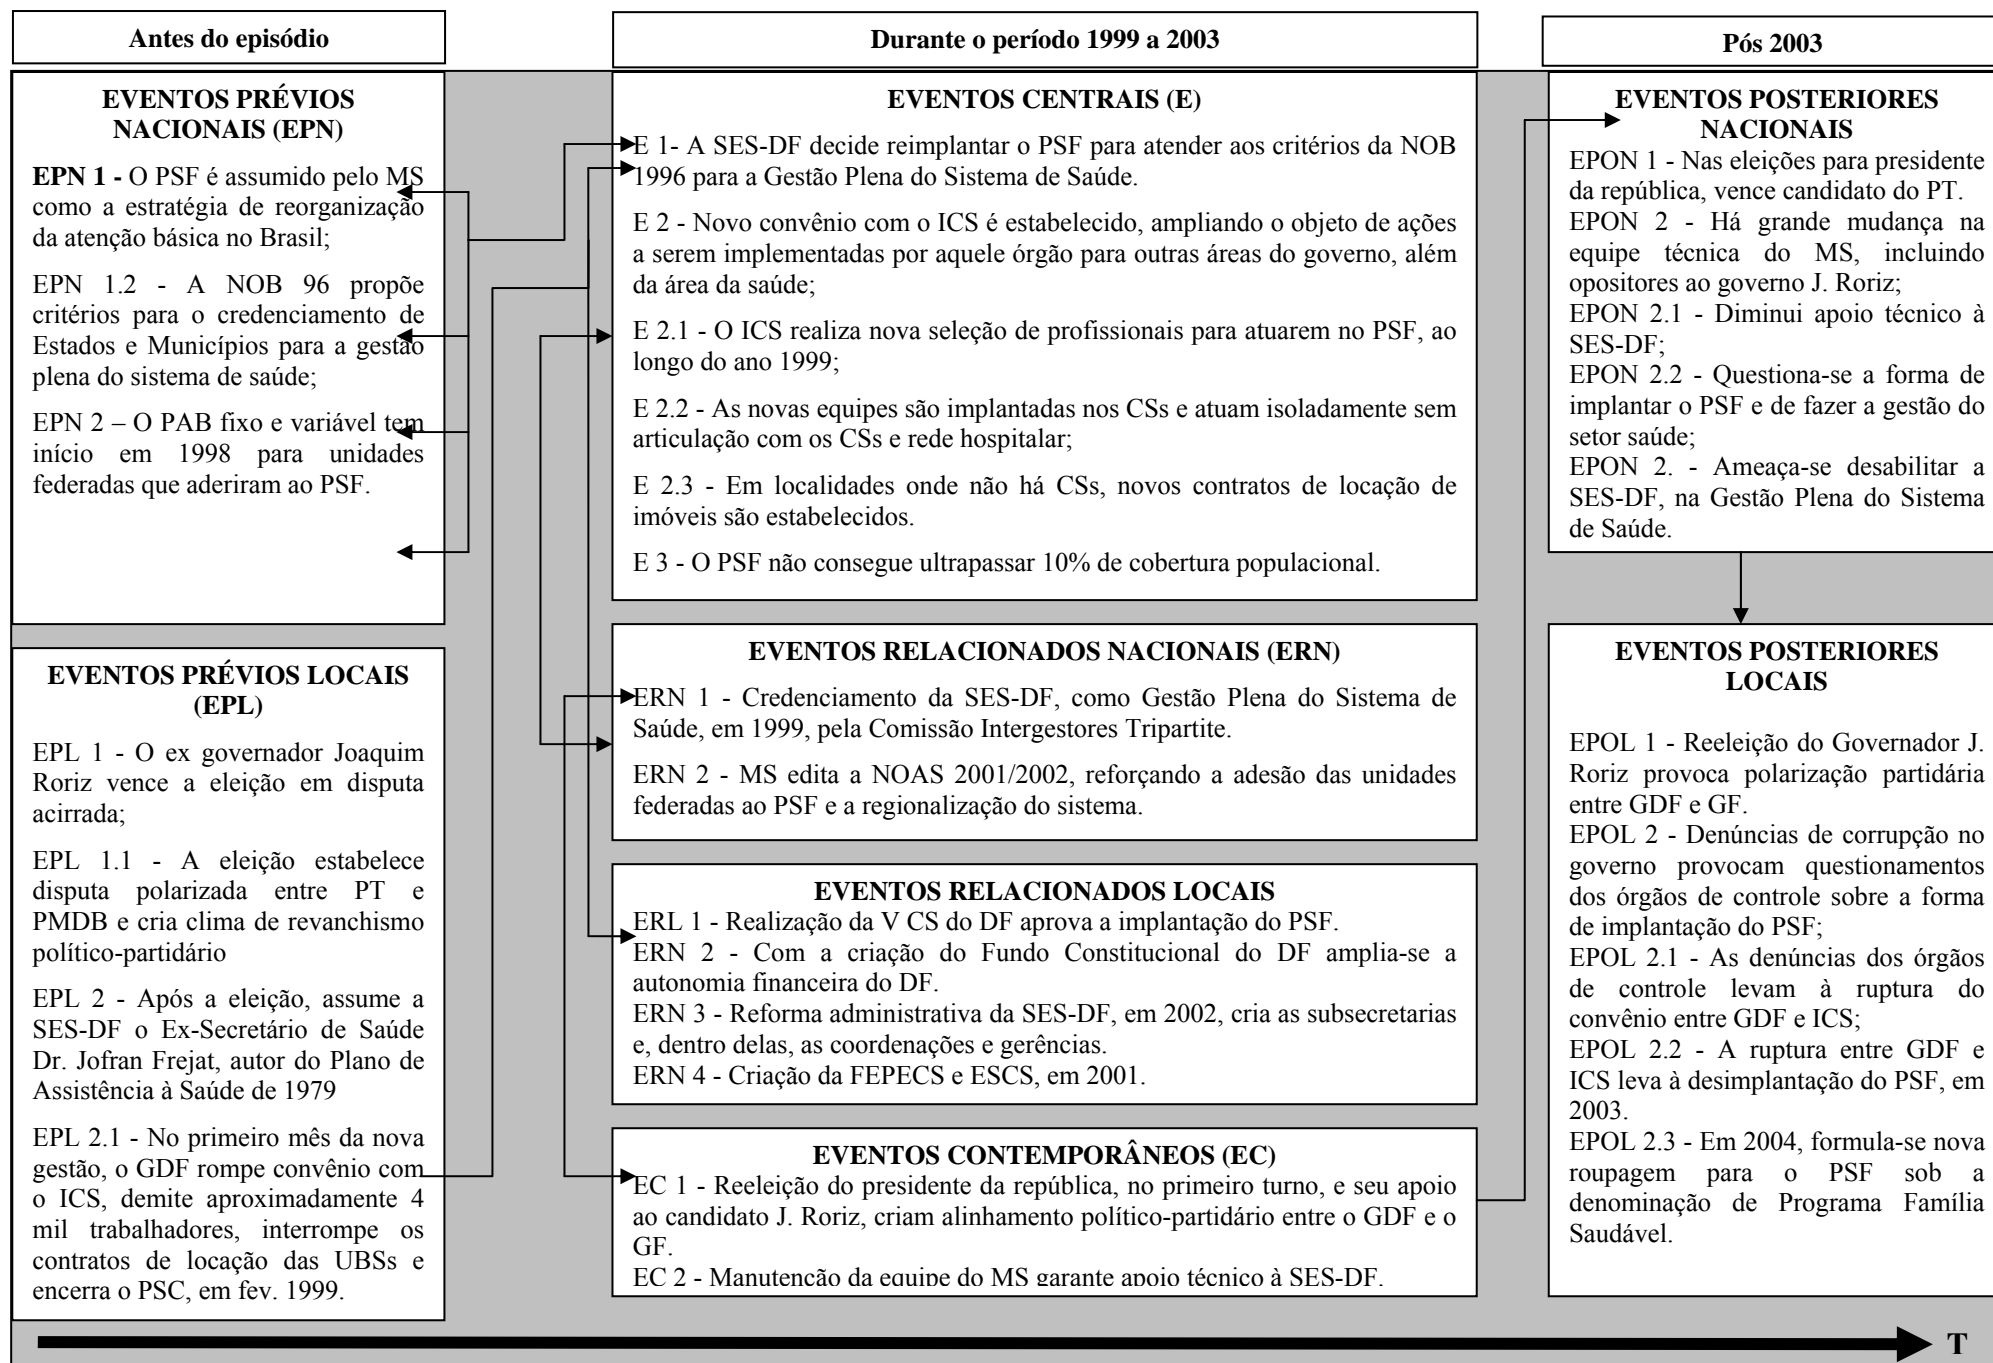 Antes do episódio
Durante o período 1999 a 2003
Pós 2003
EVENTOS PRÉVIOS
NACIONAIS (EPN)
EPN 1 - O PSF é assumido pelo MS
como a estratégia de reorganização
da atenção básica no Brasil;
EPN 1.2 - A NOB 96 propõe
critérios para o credenciamento de
Estados e Municípios para a gestão
plena do sistema de saúde;
EPN 2 – O PAB fixo e variável tem
início em 1998 para unidades
federadas que aderiram ao PSF.
EVENTOS PRÉVIOS LOCAIS
(EPL)
EPL 1 - O ex governador Joaquim
Roriz vence a eleição em disputa
acirrada;
EPL 1.1 - A eleição estabelece
disputa polarizada entre PT e
PMDB e cria clima de revanchismo
político-partidário
EPL 2 - Após a eleição, assume a
SES-DF o Ex-Secretário de Saúde
Dr. Jofran Frejat, autor do Plano de
Assistência à Saúde de 1979
EPL 2.1 - No primeiro mês da nova
gestão, o GDF rompe convênio com
o ICS, demite aproximadamente 4
mil trabalhadores, interrompe os
contratos de locação das UBSs e
encerra o PSC, em fev. 1999.
EVENTOS CENTRAIS (E)
E 1- A SES-DF decide reimplantar o PSF para atender aos critérios da NOB
1996 para a Gestão Plena do Sistema de Saúde.
E 2 - Novo convênio com o ICS é estabelecido, ampliando o objeto de ações
a serem implementadas por aquele órgão para outras áreas do governo, além
da área da saúde;
E 2.1 - O ICS realiza nova seleção de profissionais para atuarem no PSF, ao
longo do ano 1999;
E 2.2 - As novas equipes são implantadas nos CSs e atuam isoladamente sem
articulação com os CSs e rede hospitalar;
E 2.3 - Em localidades onde não há CSs, novos contratos de locação de
imóveis são estabelecidos.
E 3 - O PSF não consegue ultrapassar 10% de cobertura populacional.
EVENTOS RELACIONADOS NACIONAIS (ERN)
ERN 1 - Credenciamento da SES-DF, como Gestão Plena do Sistema de
Saúde, em 1999, pela Comissão Intergestores Tripartite.
ERN 2 - MS edita a NOAS 2001/2002, reforçando a adesão das unidades
federadas ao PSF e a regionalização do sistema.
EVENTOS RELACIONADOS LOCAIS
ERL 1 - Realização da V CS do DF aprova a implantação do PSF.
ERN 2 - Com a criação do Fundo Constitucional do DF amplia-se a
autonomia financeira do DF.
ERN 3 - Reforma administrativa da SES-DF, em 2002, cria as subsecretarias
e, dentro delas, as coordenações e gerências.
ERN 4 - Criação da FEPECS e ESCS, em 2001.
EVENTOS CONTEMPORÂNEOS (EC)
EC 1 - Reeleição do presidente da república, no primeiro turno, e seu apoio
ao candidato J. Roriz, criam alinhamento político-partidário entre o GDF e o
GF.
EC 2 - Manutenção da equipe do MS garante apoio técnico à SES-DF.
EVENTOS POSTERIORES
NACIONAIS
EPON 1 - Nas eleições para presidente
da república, vence candidato do PT.
EPON 2 - Há grande mudança na
equipe técnica do MS, incluindo
opositores ao governo J. Roriz;
EPON 2.1 - Diminui apoio técnico à
SES-DF;
EPON 2.2 - Questiona-se a forma de
implantar o PSF e de fazer a gestão do
setor saúde;
EPON 2. - Ameaça-se desabilitar a
SES-DF, na Gestão Plena do Sistema
de Saúde.
EVENTOS POSTERIORES
LOCAIS
EPOL 1 - Reeleição do Governador J.
Roriz provoca polarização partidária
entre GDF e GF.
EPOL 2 - Denúncias de corrupção no
governo provocam questionamentos
dos órgãos de controle sobre a forma
de implantação do PSF;
EPOL 2.1 - As denúncias dos órgãos
de controle levam à ruptura do
convênio entre GDF e ICS;
EPOL 2.2 - A ruptura entre GDF e
ICS leva à desimplantação do PSF, em
2003.
EPOL 2.3 - Em 2004, formula-se nova
roupagem para o PSF sob a
denominação de Programa Família
Saudável.
T